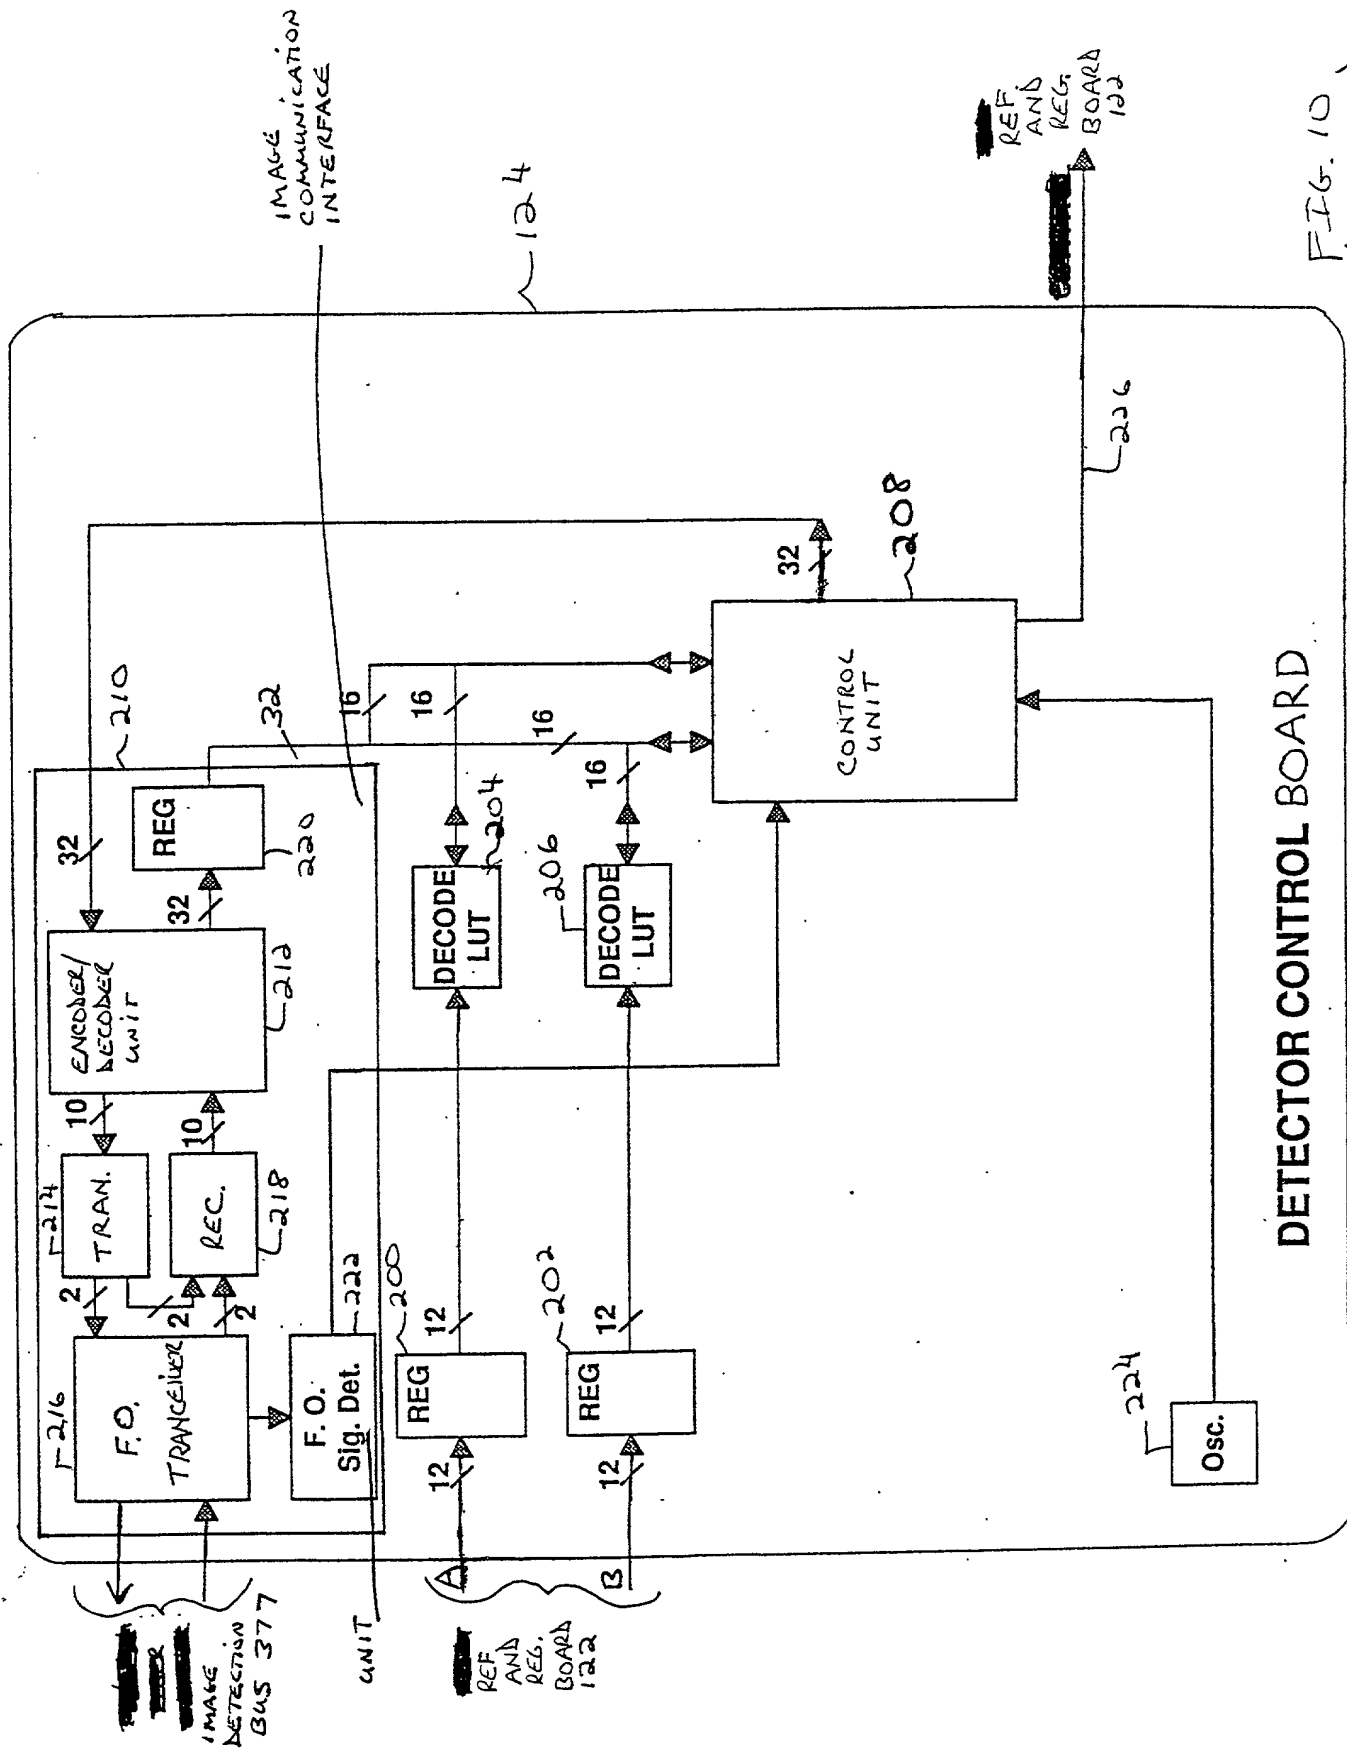 IMAGE
COMMUNICATION
INTERFACE
124
REF.
AND
REG.
BOARD
122
FIG. 10
226
210
32
32
REG
220
32
ENCODER/
DECODER
UNIT
212
10
10
214
TRAN.
REC.
218
2
2
2
216
F.O.
TRANCEIVER
F. O.
Sig. Det.
222
UNIT
IMAGE
DETECTION
BUS 377
16
16
16
16
32
204
DECODE
LUT
206
DECODE
LUT
CONTROL
UNIT
208
200
REG
12
12
202
REG
12
12
A
B
REF
AND
REG.
BOARD
122
224
Osc.
DETECTOR CONTROL BOARD